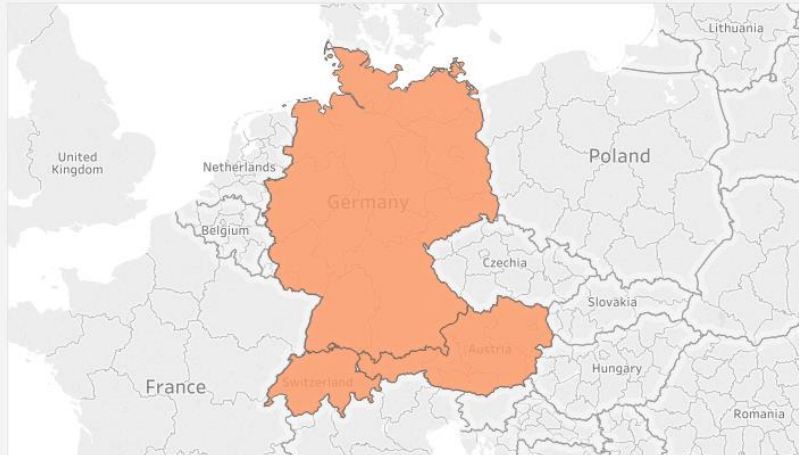 Lithuania
United
Kingdom
Netherlands
Poland
Germany
Belgium
Czechia
Slovakia
Austria
Hungary
France
Switzerland
Romania